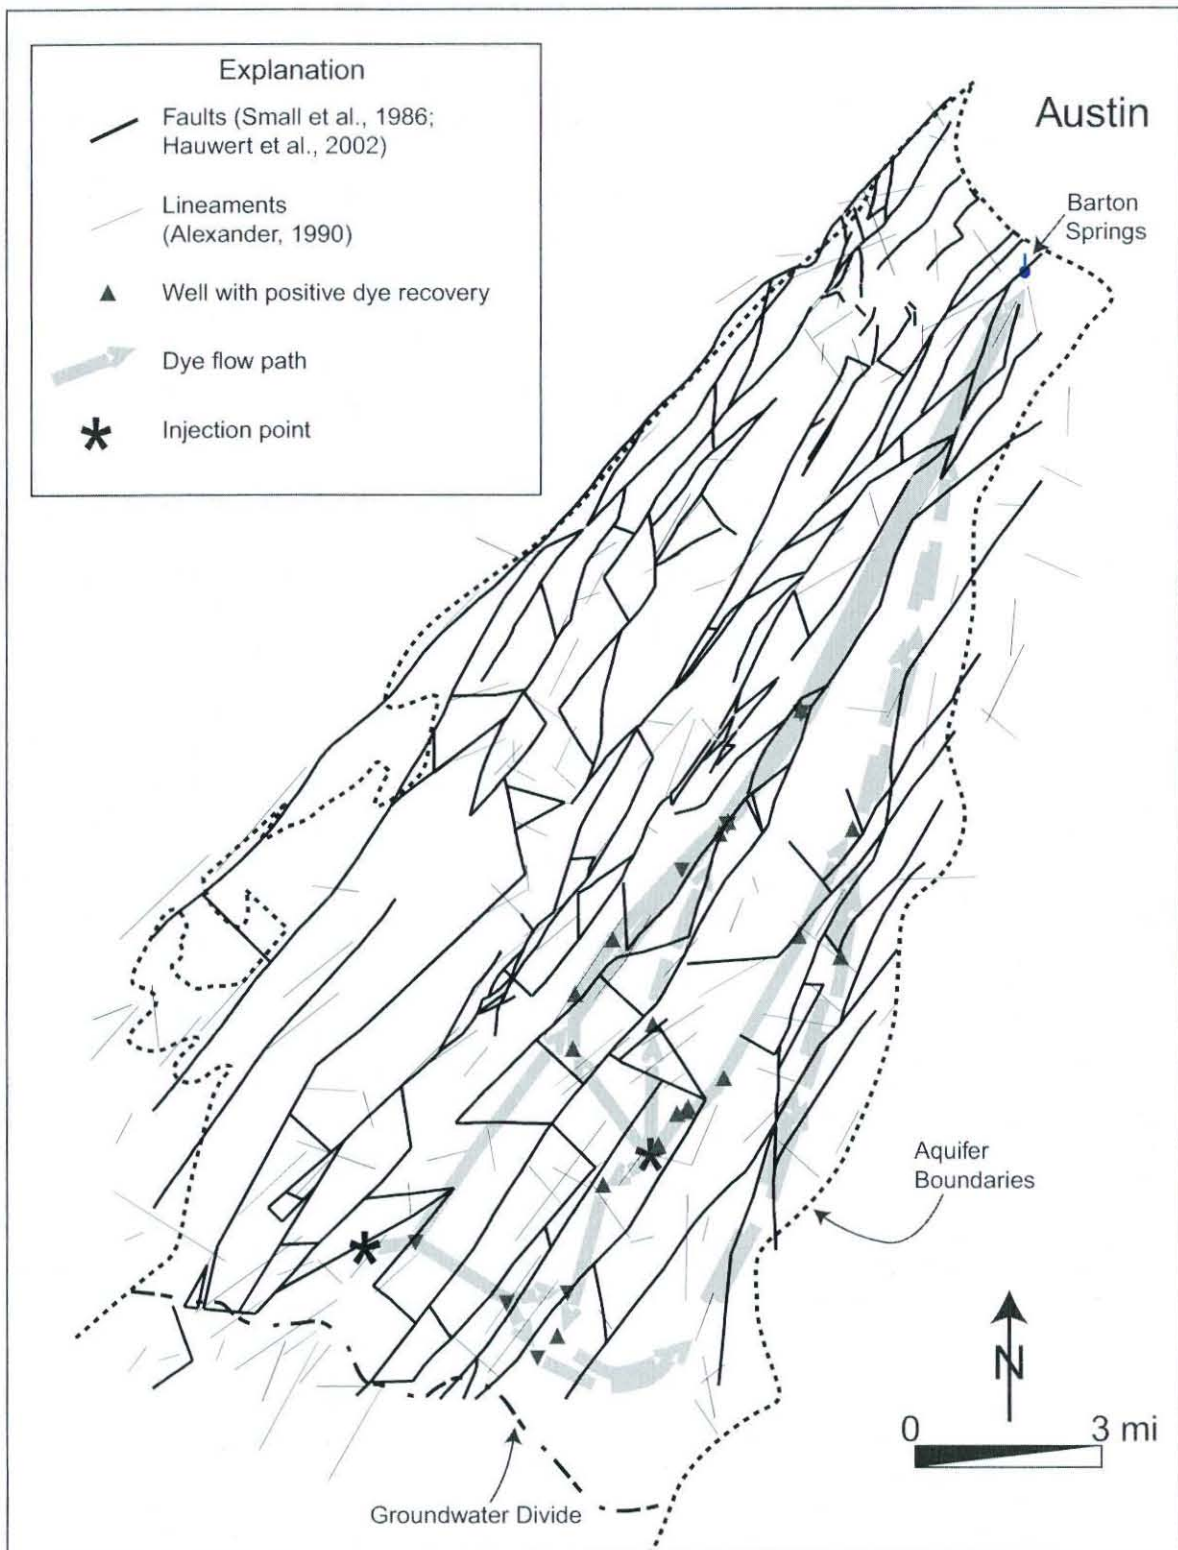 Explanation
Faults (Small et al., 1986;
Hauwert et al., 2002)
Lineaments
(Alexander, 1990)
Well with positive dye recovery
Dye flow path
Injection point
Austin
Barton
Springs
Aquifer
Boundaries
N
0 3 mi
Groundwater Divide